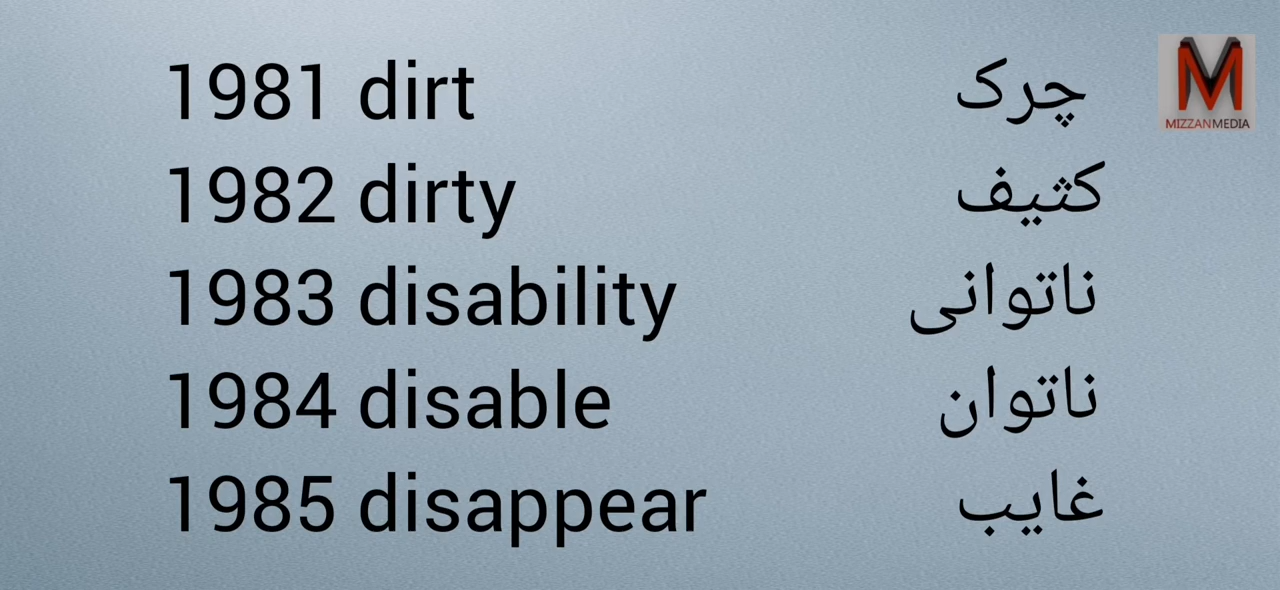 1981 dirt چرک
1982 dirty کثیف
1983 disability ناتوانی
1984 disable ناتوان
1985 disappear غایب
MIZZANMEDIA